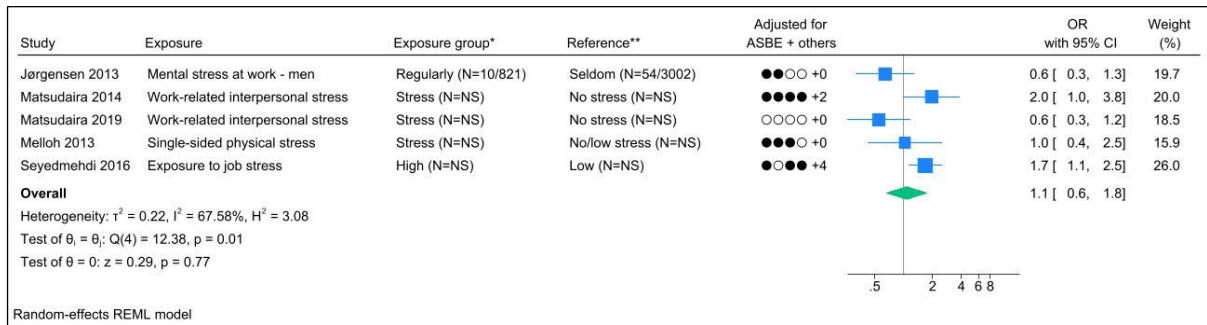 Adjusted for OR Weight
Study Exposure Exposure group* Reference** ASBE + others with 95% CI (%)
Jørgensen 2013 Mental stress at work - men Regularly (N=10/821) Seldom (N=54/3002) ●●○○ +0 0.6 [ 0.3, 1.3] 19.7
Matsudaira 2014 Work-related interpersonal stress Stress (N=NS) No stress (N=NS) ●●●● +2 2.0 [ 1.0, 3.8] 20.0
Matsudaira 2019 Work-related interpersonal stress Stress (N=NS) No stress (N=NS) ○○○○ +0 0.6 [ 0.3, 1.2] 18.5
Melloh 2013 Single-sided physical stress Stress (N=NS) No/low stress (N=NS) ●●●○ +0 1.0 [ 0.4, 2.5] 15.9
Seyedmehdi 2016 Exposure to job stress High (N=NS) Low (N=NS) ●○●● +4 1.7 [ 1.1, 2.5] 26.0
Overall 1.1 [ 0.6, 1.8]
Heterogeneity: τ² = 0.22, I² = 67.58%, H² = 3.08
Test of θᵢ = θⱼ: Q(4) = 12.38, p = 0.01
Test of θ = 0: z = 0.29, p = 0.77
.5 2 4 6 8
Random-effects REML model